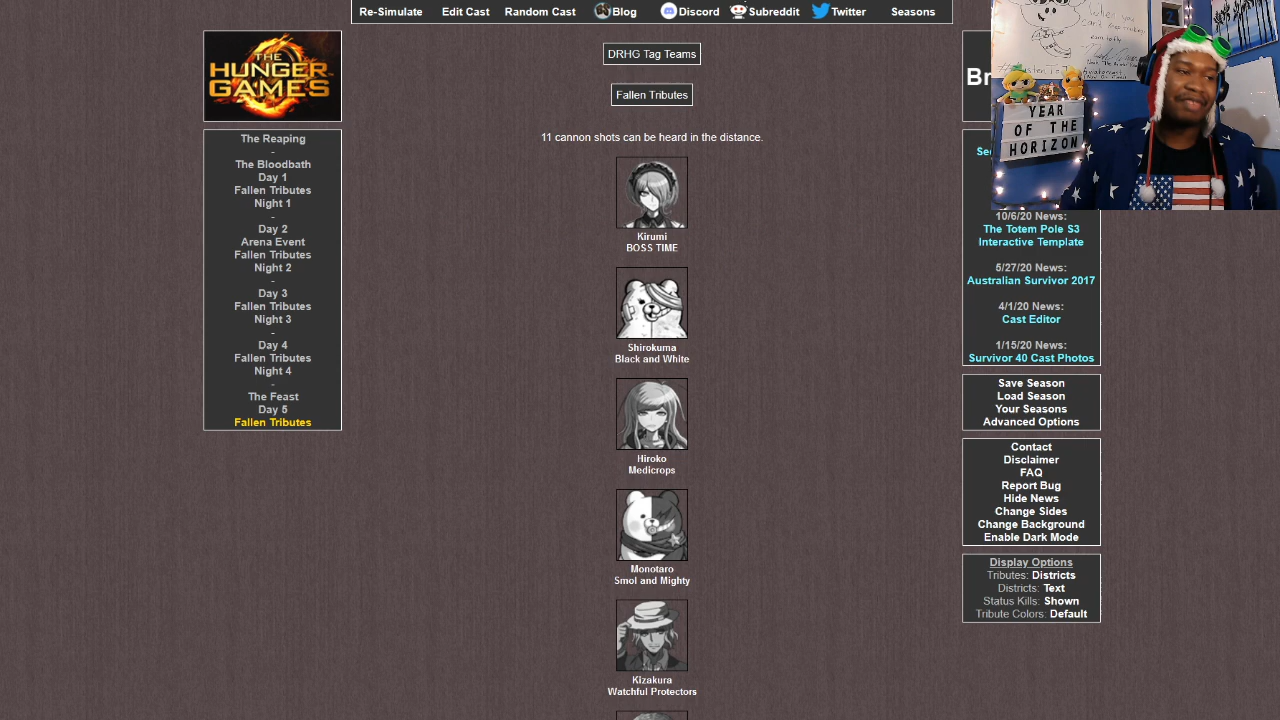 Re-Simulate Edit Cast Random Cast Blog Discord Subreddit Twitter Seasons
THE
HUNGER
GAMES
The Reaping
-
The Bloodbath
Day 1
Fallen Tributes
Night 1
-
Day 2
Arena Event
Fallen Tributes
Night 2
-
Day 3
Fallen Tributes
Night 3
-
Day 4
Fallen Tributes
Night 4
-
The Feast
Day 5
Fallen Tributes
DRHG Tag Teams
Fallen Tributes
11 cannon shots can be heard in the distance.
Kirumi
BOSS TIME
Shirokuma
Black and White
Hiroko
Medicrops
Monotaro
Smol and Mighty
Kizakura
Watchful Protectors
Br
YEAR
OF THE
HORIZON
2
Se
10/6/20 News:
The Totem Pole S3
Interactive Template
5/27/20 News:
Australian Survivor 2017
4/1/20 News:
Cast Editor
1/15/20 News:
Survivor 40 Cast Photos
Save Season
Load Season
Your Seasons
Advanced Options
Contact
Disclaimer
FAQ
Report Bug
Hide News
Change Sides
Change Background
Enable Dark Mode
Display Options
Tributes: Districts
Districts: Text
Status Kills: Shown
Tribute Colors: Default